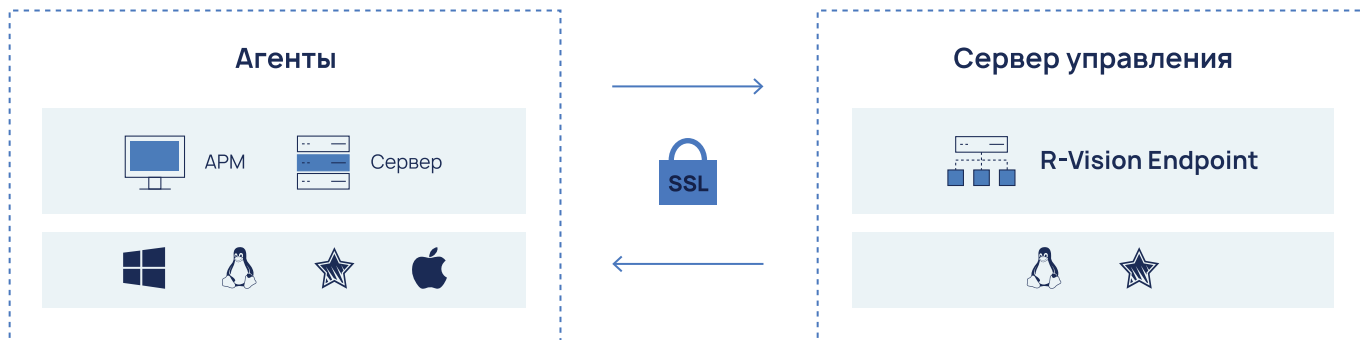 Агенты
Сервер управления
АРМ
Сервер
SSL
R-Vision Endpoint